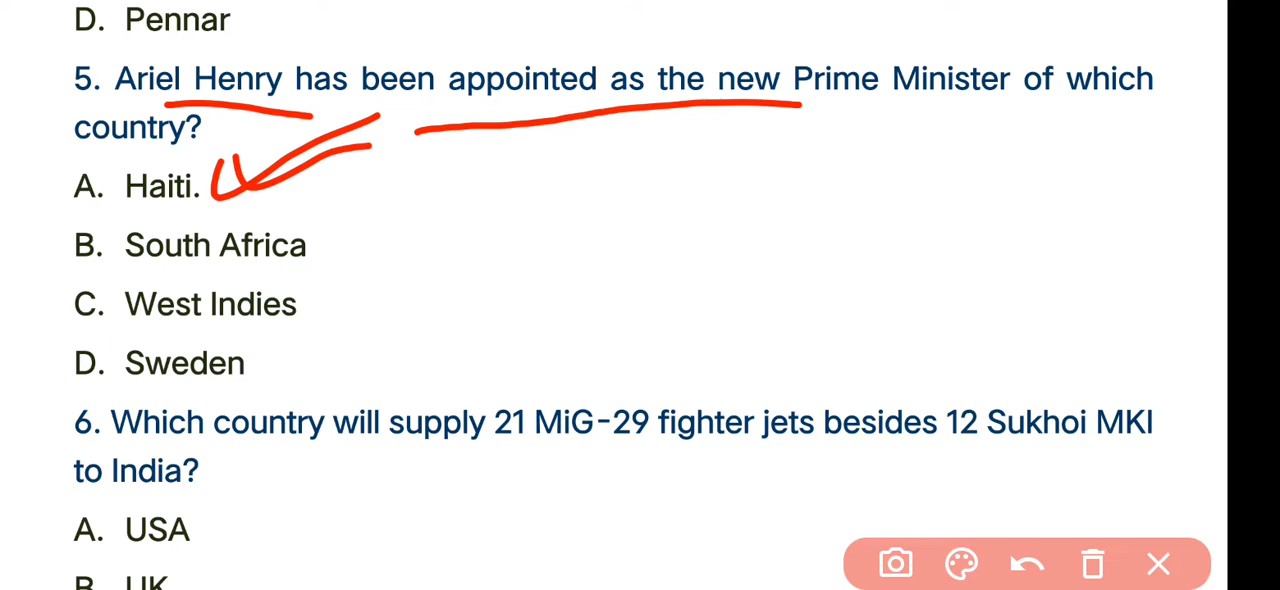 D. Pennar
5. Ariel Henry has been appointed as the new Prime Minister of which
country?
A. Haiti.
B. South Africa
C. West Indies
D. Sweden
6. Which country will supply 21 MiG-29 fighter jets besides 12 Sukhoi MKI
to India?
A. USA
B. UK